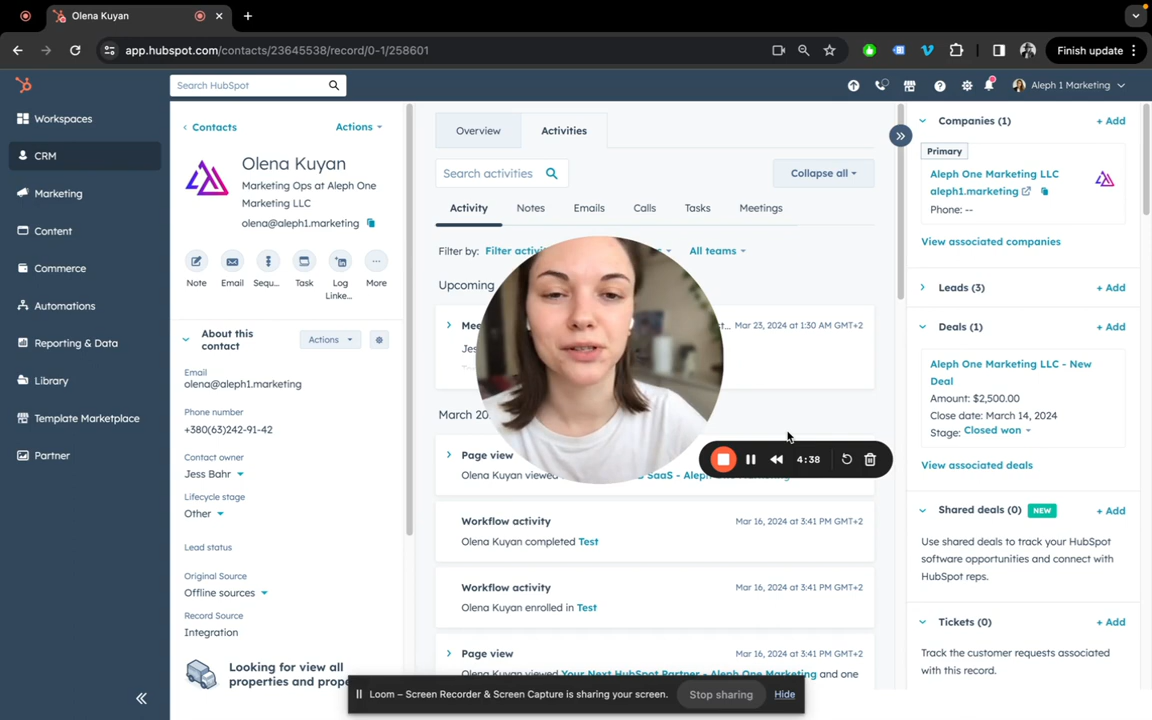 Olena Kuyan
app.hubspot.com/contacts/23645538/record/0-1/258601
Finish update
Search HubSpot
Aleph 1 Marketing
Workspaces
CRM
Marketing
Content
Commerce
Automations
Reporting & Data
Library
Template Marketplace
Partner
Contacts
Actions
Olena Kuyan
Marketing Ops at Aleph One
Marketing LLC
olena@aleph1.marketing
Note
Email
Sequ...
Task
Log
Linke...
More
About this
contact
Actions
Email
olena@aleph1.marketing
Phone number
+380(63)242-91-42
Contact owner
Jess Bahr
Lifecycle stage
Other
Lead status
Original Source
Offline sources
Record Source
Integration
Looking for view all
properties and prope
Overview
Activities
Search activities
Collapse all
Activity
Notes
Emails
Calls
Tasks
Meetings
Filter by:
Filter activi
All teams
Upcoming
Mee
Mar 23, 2024 at 1:30 AM GMT+2
Jes
March 20
Page view
Olena Kuyan viewed
SaaS - Aleph
4:38
Workflow activity
Mar 16, 2024 at 3:41 PM GMT+2
Olena Kuyan completed Test
Workflow activity
Mar 16, 2024 at 3:41 PM GMT+2
Olena Kuyan enrolled in Test
Page view
Mar 16, 2024 at 3:41 PM GMT+2
Olena Kuyan viewed Your Next HubSpot Partner - Aleph One Marketing and one
Loom – Screen Recorder & Screen Capture is sharing your screen.
Stop sharing
Hide
Companies (1)
+ Add
Primary
Aleph One Marketing LLC
aleph1.marketing
Phone: --
View associated companies
Leads (3)
+ Add
Deals (1)
+ Add
Aleph One Marketing LLC - New
Deal
Amount: $2,500.00
Close date: March 14, 2024
Stage: Closed won
View associated deals
Shared deals (0)
NEW
+ Add
Use shared deals to track your HubSpot
software opportunities and connect with
HubSpot reps.
Tickets (0)
+ Add
Track the customer requests associated
with this record.